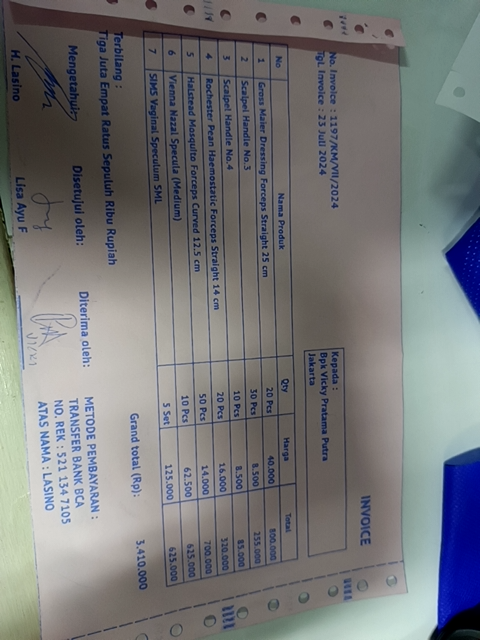 INVOICE
No. Invoice : 1197/KM/VII/2024
Tgl. Invoice : 23 Juli 2024
Kepada :
Bpk Vicky Pratama Putra
Jakarta
No Nama Produk Qty Harga Total
1 Gross Maier Dressing Forceps Straight 25 cm 20 Pcs 40.000 800.000
2 Scalpel Handle No.3 30 Pcs 8.500 255.000
3 Scalpel Handle No.4 10 Pcs 8.500 85.000
4 Rochester Pean Haemostatic Forceps Straight 14 cm 20 Pcs 16.000 320.000
5 Halstead Mosquito Forceps Curved 12.5 cm 50 Pcs 14.000 700.000
6 Vienna Nazal Specula (Medium) 10 Pcs 62.500 625.000
7 SIMS Vaginal Speculum 5ML 5 Set 125.000 625.000
Grand total (Rp): 3.410.000
Terbilang :
Tiga Juta Empat Ratus Sepuluh Ribu Rupiah
Mengetahui: Disetujui oleh: Diterima oleh:
H. Lasino Lisa Ayu F
METODE PEMBAYARAN :
TRANSFER BANK BCA
NO. REK : 521 134 7105
ATAS NAMA : LASINO